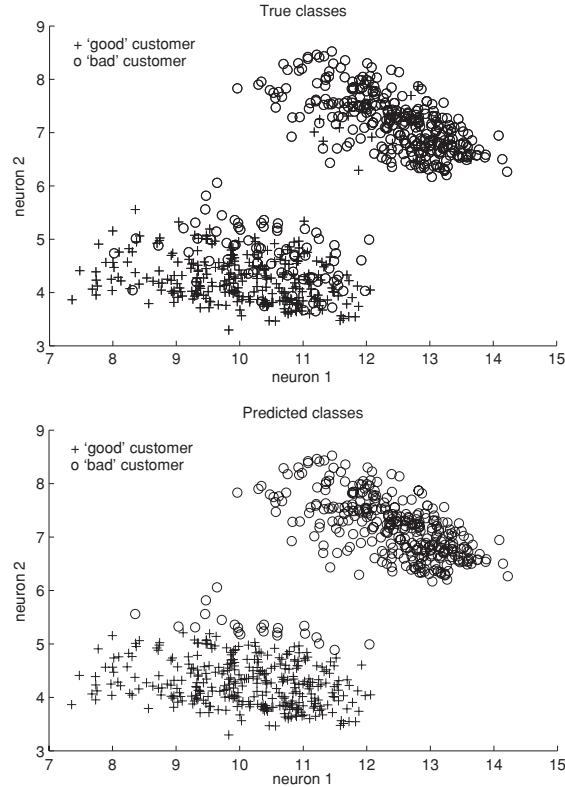 True classes
9
+ ‘good’ customer
o ‘bad’ customer
8
7
neuron 2
6
5
4
3
7 8 9 10 11 12 13 14 15
neuron 1
Predicted classes
9
+ ‘good’ customer
o ‘bad’ customer
8
7
neuron 2
6
5
4
3
7 8 9 10 11 12 13 14 15
neuron 1